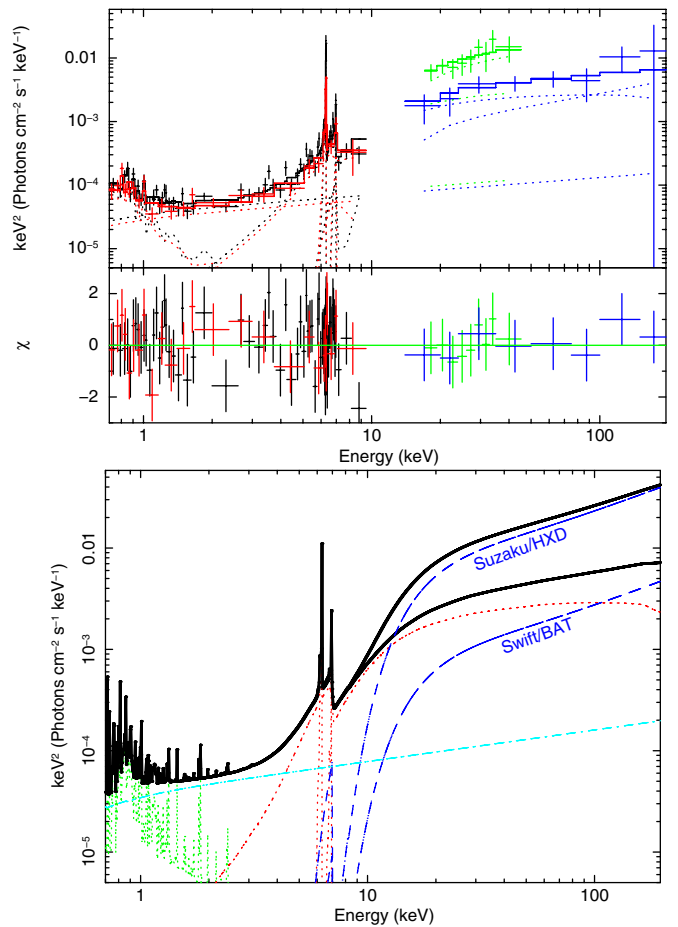 keV² (Photons cm⁻² s⁻¹ keV⁻¹)
0.01
10⁻³
10⁻⁴
10⁻⁵
χ
2
0
−2
1
10
100
Energy (keV)
keV² (Photons cm⁻² s⁻¹ keV⁻¹)
0.01
10⁻³
10⁻⁴
10⁻⁵
Suzaku/HXD
Swift/BAT
1
10
100
Energy (keV)